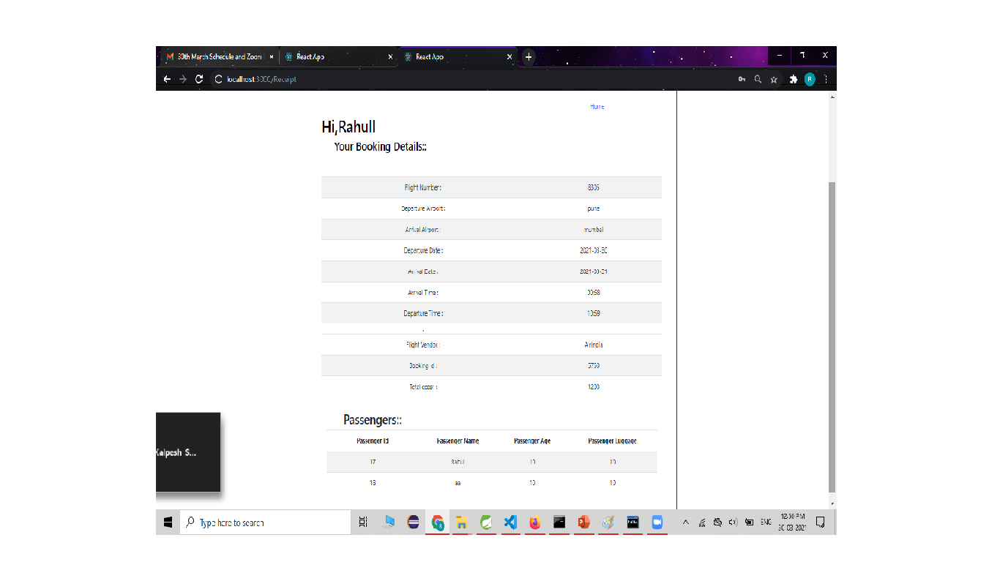 30th March Schedule and Zoom React App React App
localhost:3000/Receipt
Home
Hi,Rahull
Your Booking Details::
Flight Number : 8305
Departure Airport : pune
Arrival Airport : mumbai
Departure Date : 2021-03-30
Arrival Date : 2021-03-31
Arrival Time :
Departure Time : 10:59
Flight Vendor : AirIndia
Booking Id : 5750
Total coast : 1200
Passengers::
Passenger Id Passenger Name Passenger Age Passenger Luggage
17 Rahul 10 10
18 aa 10 10
Kalpesh S...
Type here to search
ENG
12:30 PM
30-03-2021